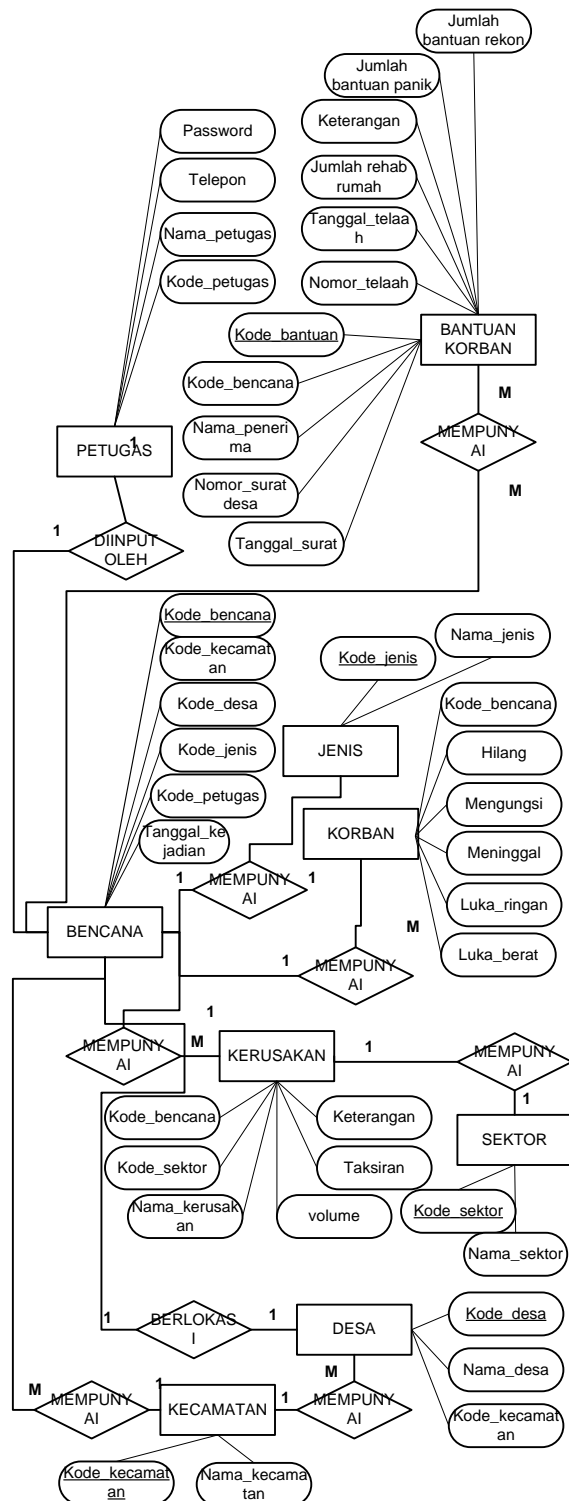 Jumlah
bantuan rekon
Jumlah
bantuan panik
Keterangan
Jumlah rehab
rumah
Tanggal_telaa
h
Nomor_telaah
Password
Telepon
Nama_petugas
Kode_petugas
Kode_bantuan
Kode_bencana
Nama_peneri
ma
Nomor_surat
desa
Tanggal_surat
BANTUAN
KORBAN
M
MEMPUNY
AI
M
1
PETUGAS
1
DIINPUT
OLEH
Kode_bencana
Kode_kecamat
an
Kode_desa
Kode_jenis
Kode_petugas
Tanggal_ke
jadian
Kode_jenis
Nama_jenis
JENIS
KORBAN
Kode_bencana
Hilang
Mengungsi
Meninggal
Luka_ringan
Luka_berat
1
MEMPUNY
AI
1
BENCANA
M
1
MEMPUNY
AI
1
MEMPUNY
AI
M
KERUSAKAN
1
MEMPUNY
AI
1
SEKTOR
Kode_bencana
Kode_sektor
Nama_kerusak
an
Keterangan
Taksiran
volume
Kode_sektor
Nama_sektor
1
BERLOKAS
I
1
DESA
Kode_desa
Nama_desa
Kode_kecamat
an
M
M
MEMPUNY
AI
1
KECAMATAN
1
MEMPUNY
AI
Kode_kecamat
an
Nama_kecama
tan